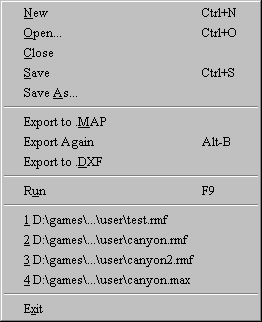 New Ctrl+N
Open... Ctrl+O
Close
Save Ctrl+S
Save As...
Export to .MAP
Export Again Alt-B
Export to .DXF
Run F9
1 D:\games\...\user\test.rmf
2 D:\games\...\user\canyon.rmf
3 D:\games\...\user\canyon2.rmf
4 D:\games\...\user\canyon.max
Exit